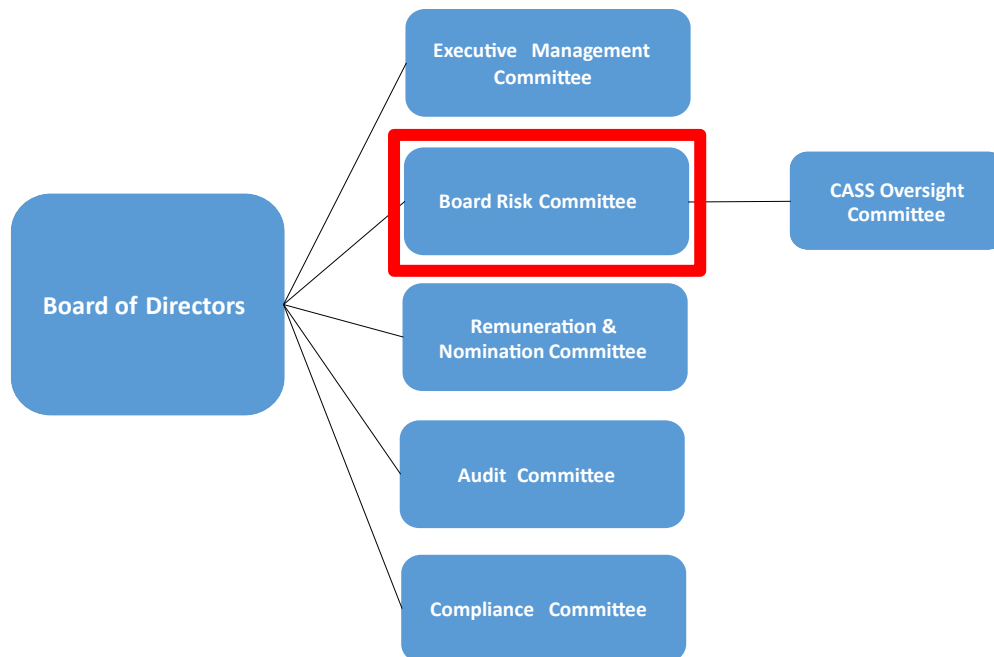 Executive Management
Committee
Board Risk Committee
CASS Oversight
Committee
Board of Directors
Remuneration &
Nomination Committee
Audit Committee
Compliance Committee